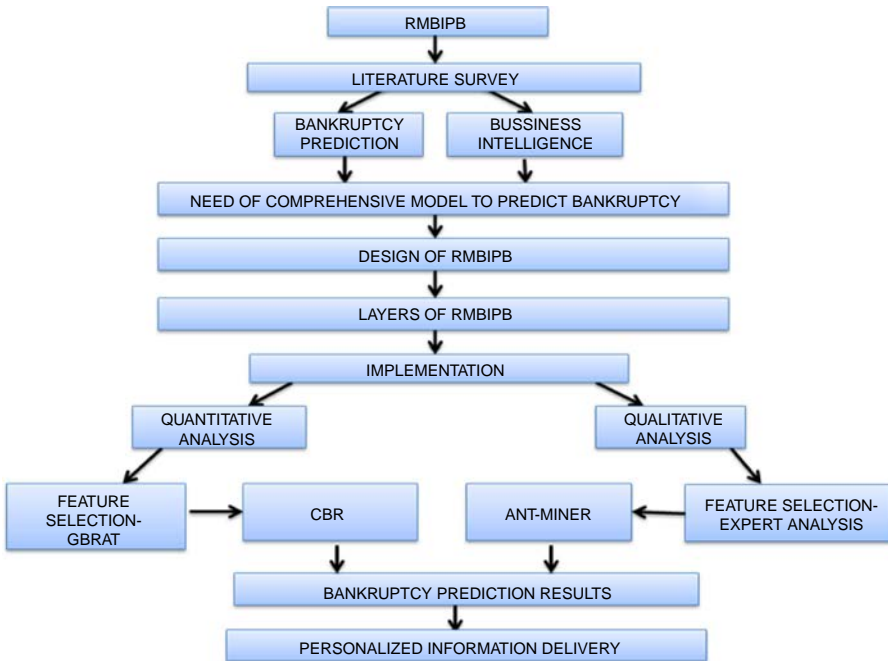 RMBIPB
LITERATURE SURVEY
BANKRUPTCY
PREDICTION
BUSSINESS
INTELLIGENCE
NEED OF COMPREHENSIVE MODEL TO PREDICT BANKRUPTCY
DESIGN OF RMBIPB
LAYERS OF RMBIPB
IMPLEMENTATION
QUANTITATIVE
ANALYSIS
QUALITATIVE
ANALYSIS
FEATURE
SELECTION-
GBRAT
CBR
ANT-MINER
FEATURE SELECTION-
EXPERT ANALYSIS
BANKRUPTCY PREDICTION RESULTS
PERSONALIZED INFORMATION DELIVERY